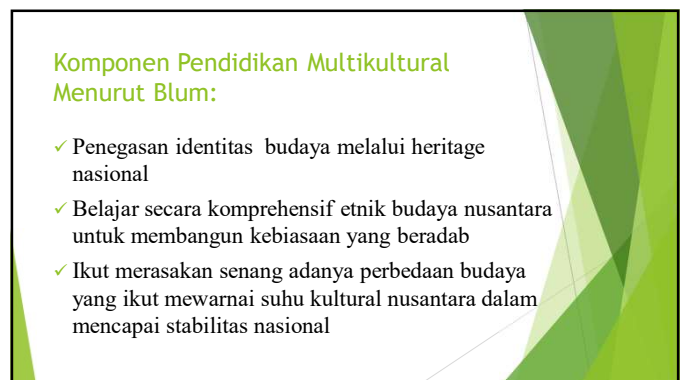 Komponen Pendidikan Multikultural
Menurut Blum:
✓ Penegasan identitas  budaya melalui heritage
nasional
✓ Belajar secara komprehensif etnik budaya nusantara
untuk membangun kebiasaan yang beradab
✓ Ikut merasakan senang adanya perbedaan budaya
yang ikut mewarnai suhu kultural nusantara dalam
mencapai stabilitas nasional